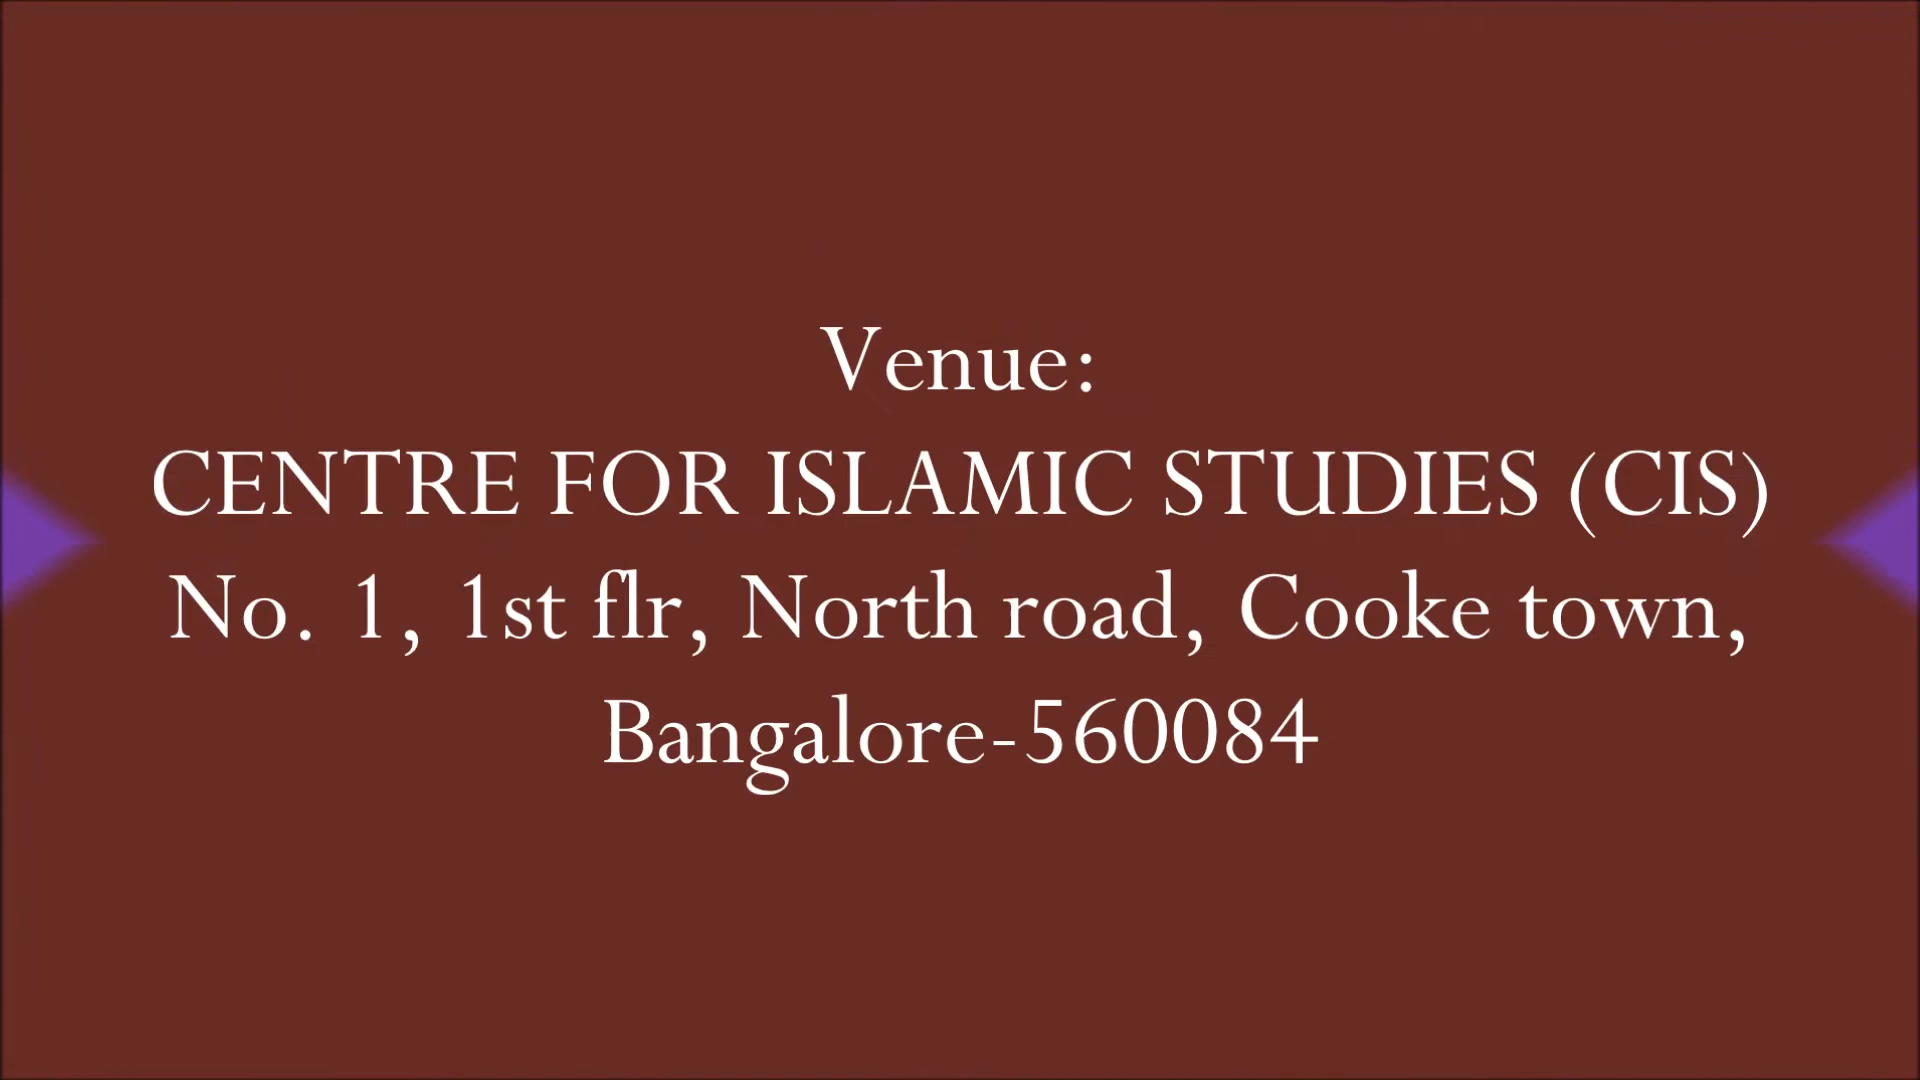 Venue:
CENTRE FOR ISLAMIC STUDIES (CIS)
No. 1, 1st flr, North road, Cooke town,
Bangalore-560084